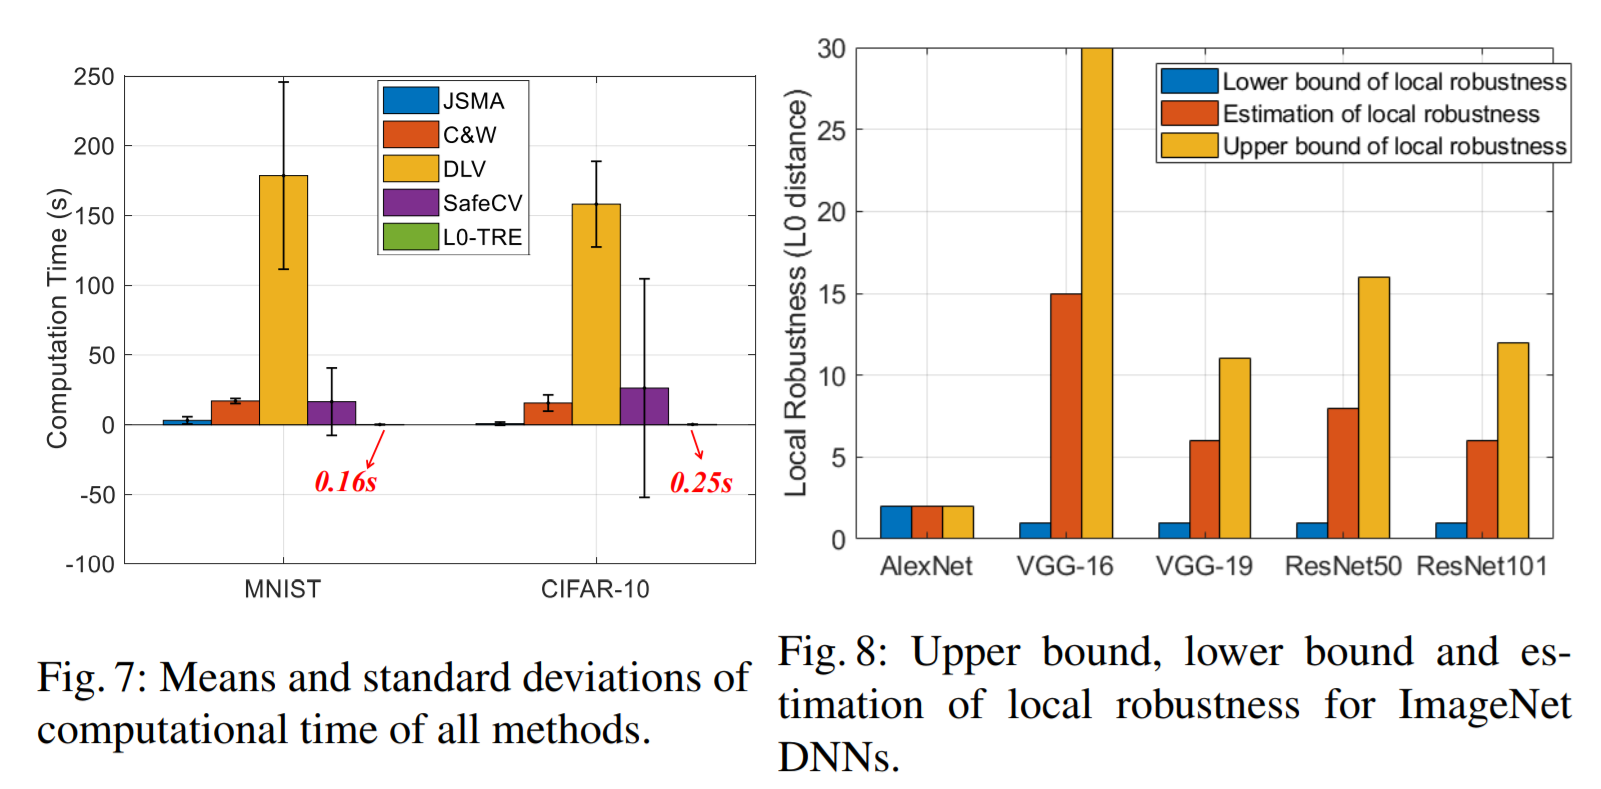 250
200
150
100
50
0
-50
-100
Computation Time (s)
JSMA
C&W
DLV
SafeCV
L0-TRE
0.16s
0.25s
MNIST
CIFAR-10
Fig. 7: Means and standard deviations of
computational time of all methods.
30
25
20
15
10
5
0
Local Robustness (L0 distance)
Lower bound of local robustness
Estimation of local robustness
Upper bound of local robustness
AlexNet
VGG-16
VGG-19
ResNet50
ResNet101
Fig. 8: Upper bound, lower bound and es-
timation of local robustness for ImageNet
DNNs.